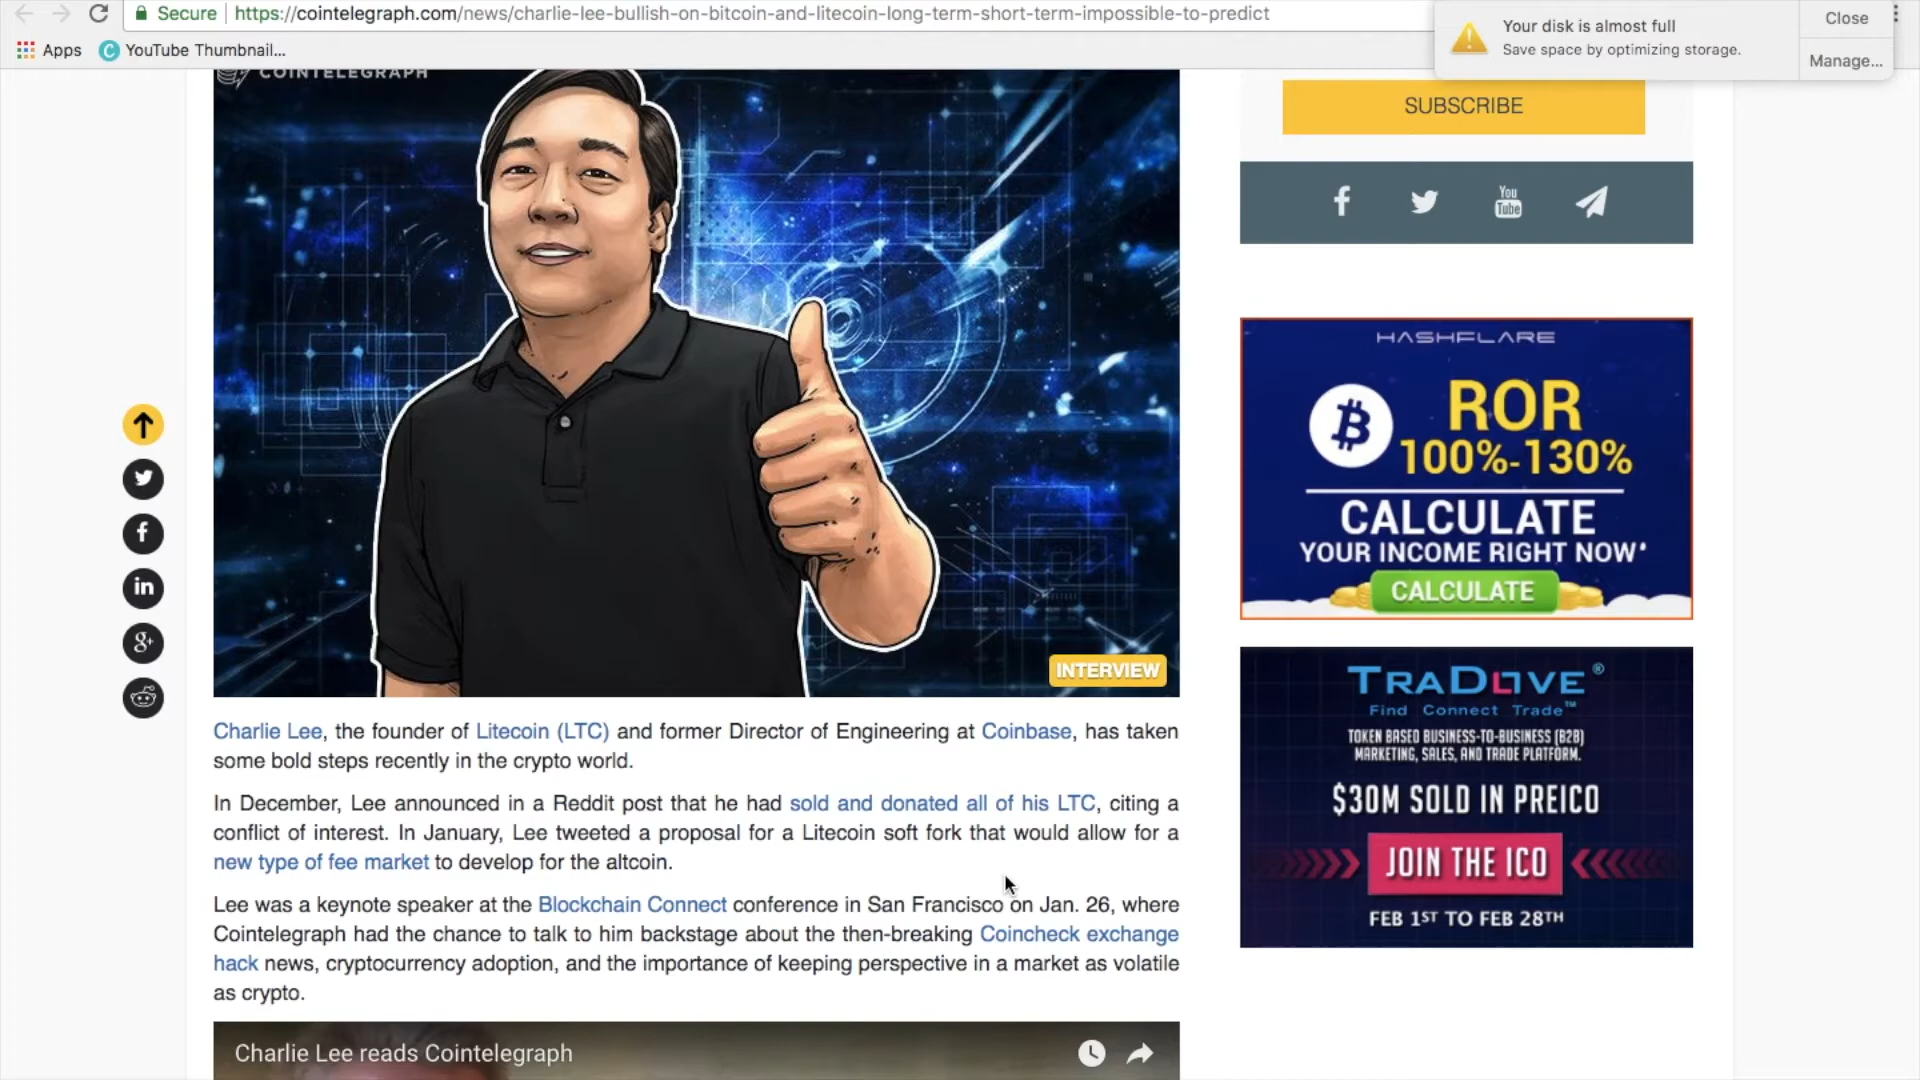 Secure
https://cointelegraph.com/news/charlie-lee-bullish-on-bitcoin-and-litecoin-long-term-short-term-impossible-to-predict
Your disk is almost full
Save space by optimizing storage.
Close
Manage...
Apps
YouTube Thumbnail...
COINTELEGRAPH
INTERVIEW
SUBSCRIBE
You
Tube
HASHFLARE
ROR
100%-130%
CALCULATE
YOUR INCOME RIGHT NOW*
CALCULATE
TRADOVE®
Find Connect Trade™
TOKEN BASED BUSINESS-TO-BUSINESS (B2B)
MARKETING, SALES, AND TRADE PLATFORM.
$30M SOLD IN PREICO
JOIN THE ICO
FEB 1ST TO FEB 28TH
Charlie Lee, the founder of Litecoin (LTC) and former Director of Engineering at Coinbase, has taken
some bold steps recently in the crypto world.
In December, Lee announced in a Reddit post that he had sold and donated all of his LTC, citing a
conflict of interest. In January, Lee tweeted a proposal for a Litecoin soft fork that would allow for a
new type of fee market to develop for the altcoin.
Lee was a keynote speaker at the Blockchain Connect conference in San Francisco on Jan. 26, where
Cointelegraph had the chance to talk to him backstage about the then-breaking Coincheck exchange
hack news, cryptocurrency adoption, and the importance of keeping perspective in a market as volatile
as crypto.
Charlie Lee reads Cointelegraph